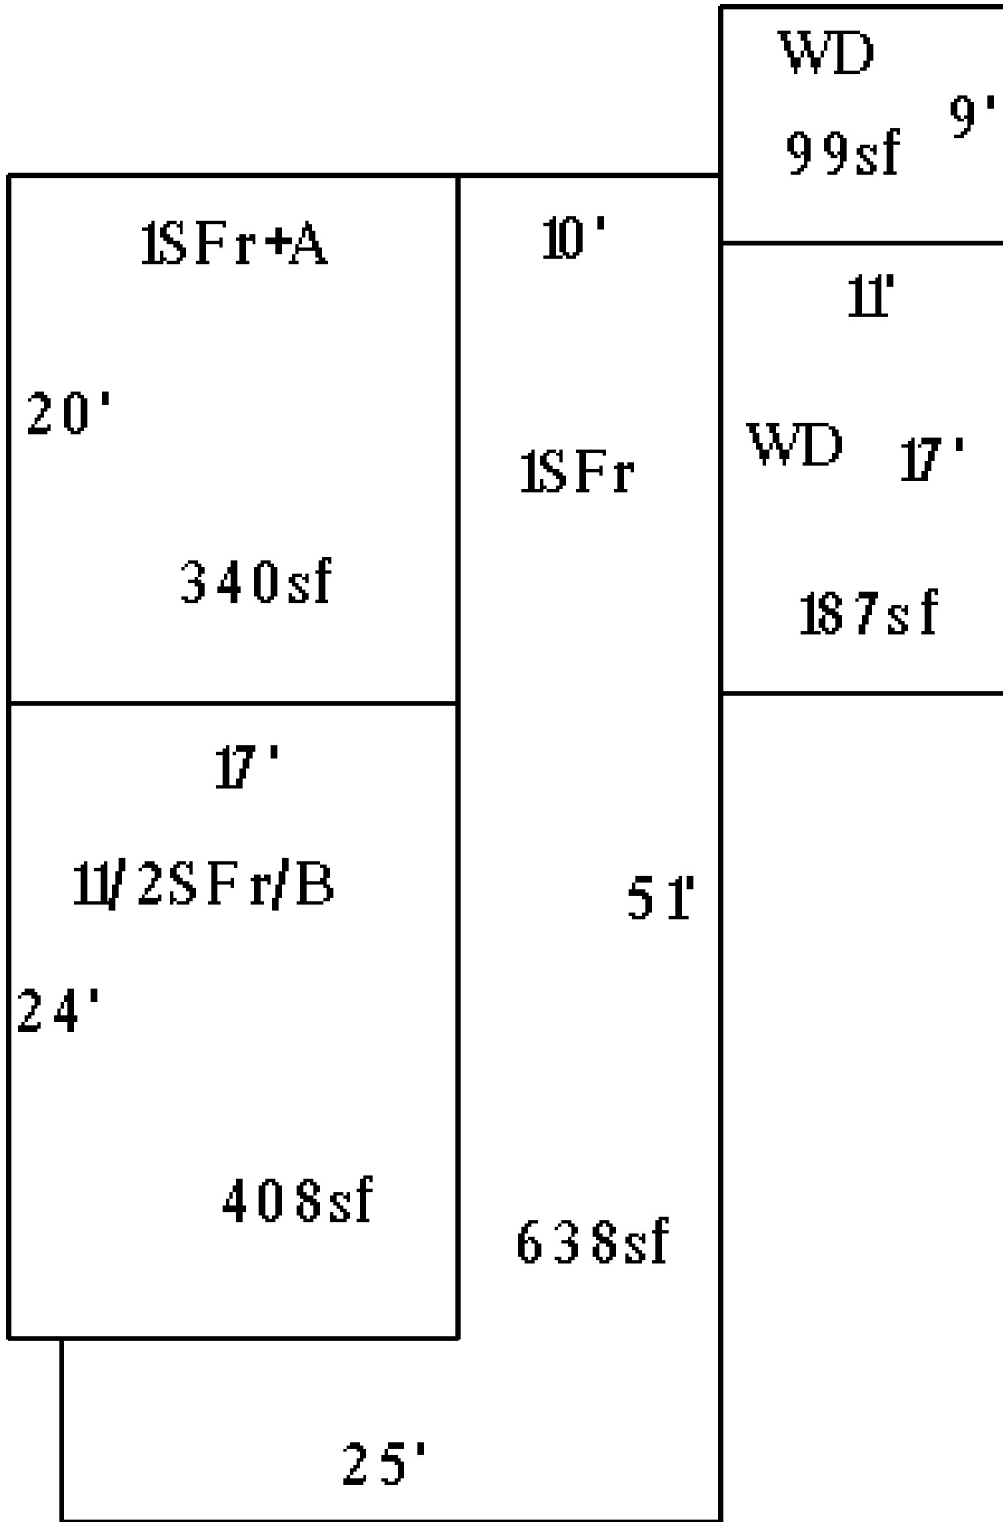 WD
9'
99sf
1SFr+A
10'
11'
20'
1SFr
WD 17'
340sf
187sf
17'
11/2SFr/B
51'
24'
408sf
638sf
25'